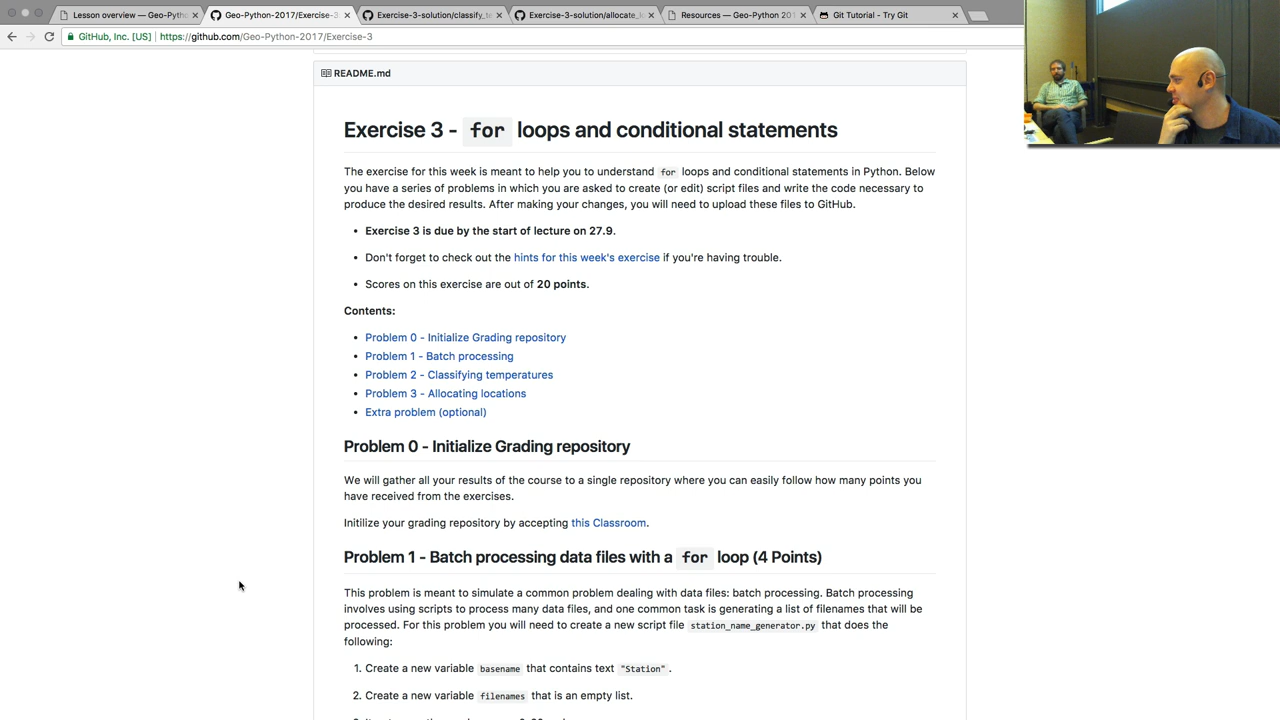 Lesson overview — Geo-Pytho
Geo-Python-2017/Exercise-3:
Exercise-3-solution/classify_te
Exercise-3-solution/allocate_l
Resources — Geo-Python 201
Git Tutorial - Try Git
GitHub, Inc. [US] | https://github.com/Geo-Python-2017/Exercise-3
README.md
Exercise 3 - for loops and conditional statements
The exercise for this week is meant to help you to understand for loops and conditional statements in Python. Below
you have a series of problems in which you are asked to create (or edit) script files and write the code necessary to
produce the desired results. After making your changes, you will need to upload these files to GitHub.
• Exercise 3 is due by the start of lecture on 27.9.
• Don't forget to check out the hints for this week's exercise if you're having trouble.
• Scores on this exercise are out of 20 points.
Contents:
• Problem 0 - Initialize Grading repository
• Problem 1 - Batch processing
• Problem 2 - Classifying temperatures
• Problem 3 - Allocating locations
• Extra problem (optional)
Problem 0 - Initialize Grading repository
We will gather all your results of the course to a single repository where you can easily follow how many points you
have received from the exercises.
Initilize your grading repository by accepting this Classroom.
Problem 1 - Batch processing data files with a for loop (4 Points)
This problem is meant to simulate a common problem dealing with data files: batch processing. Batch processing
involves using scripts to process many data files, and one common task is generating a list of filenames that will be
processed. For this problem you will need to create a new script file station_name_generator.py that does the
following:
1. Create a new variable basename that contains text "Station".
2. Create a new variable filenames that is an empty list.